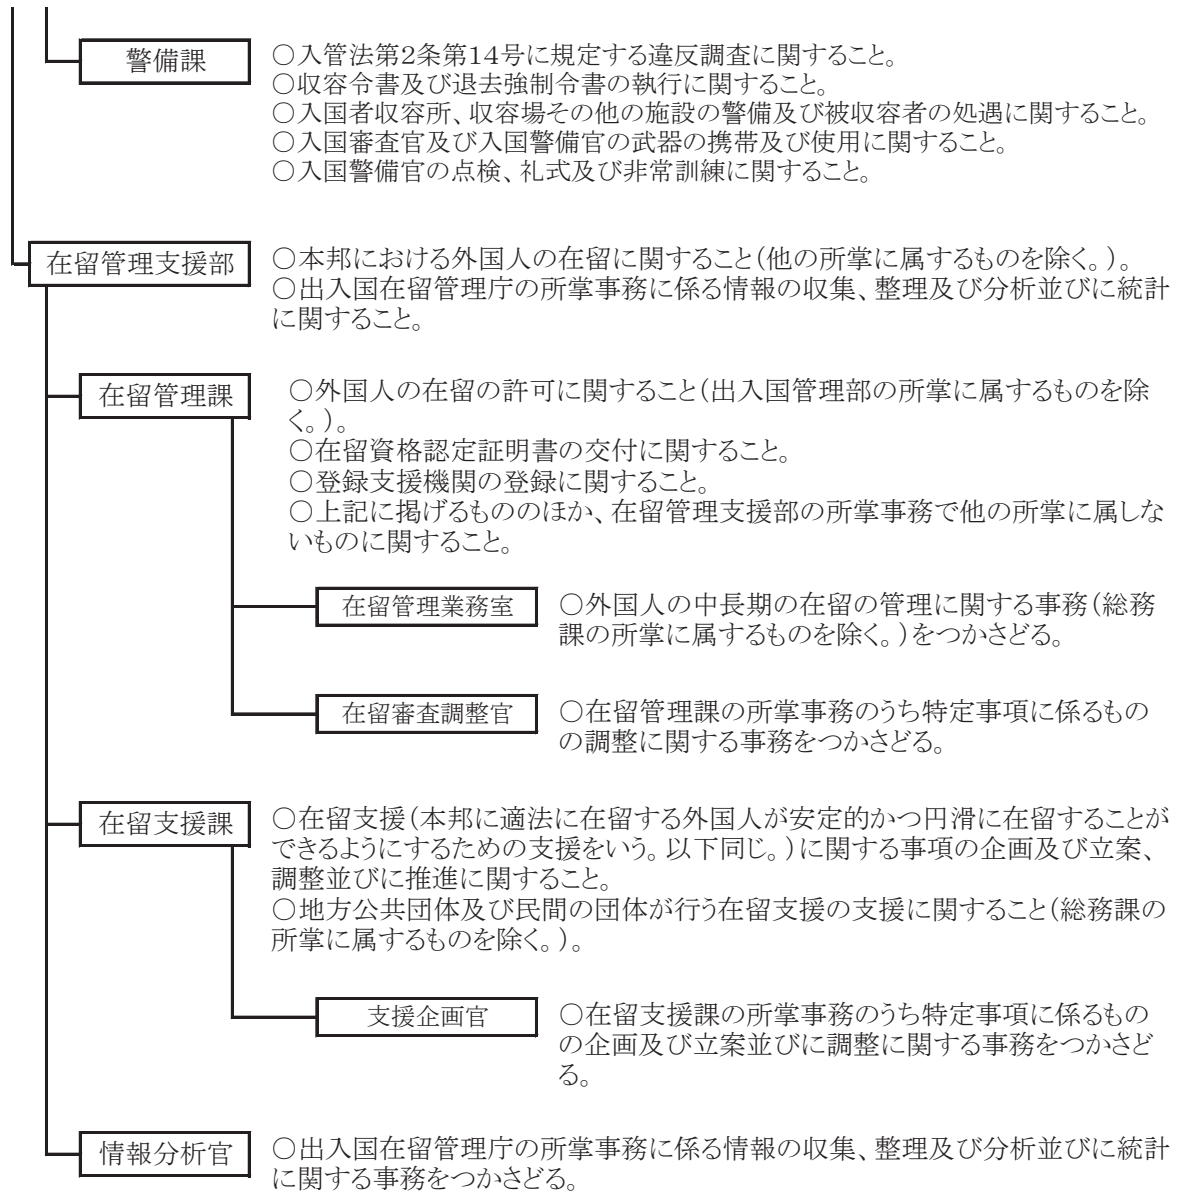 警備課
○入管法第2条第14号に規定する違反調査に関すること。
○収容令書及び退去強制令書の執行に関すること。
○入国者収容所、収容場その他の施設の警備及び被収容者の処遇に関すること。
○入国審査官及び入国警備官の武器の携帯及び使用に関すること。
○入国警備官の点検、礼式及び非常訓練に関すること。
在留管理支援部
○本邦における外国人の在留に関すること(他の所掌に属するものを除く。)。
○出入国在留管理庁の所掌事務に係る情報の収集、整理及び分析並びに統計
に関すること。
在留管理課
○外国人の在留の許可に関すること(出入国管理部の所掌に属するものを除
く。)。
○在留資格認定証明書の交付に関すること。
○登録支援機関の登録に関すること。
○上記に掲げるもののほか、在留管理支援部の所掌事務で他の所掌に属しな
いものに関すること。
在留管理業務室
○外国人の中長期の在留の管理に関する事務(総務
課の所掌に属するものを除く。)をつかさどる。
在留審査調整官
○在留管理課の所掌事務のうち特定事項に係るもの
の調整に関する事務をつかさどる。
在留支援課
○在留支援(本邦に適法に在留する外国人が安定的かつ円滑に在留することが
できるようにするための支援をいう。以下同じ。)に関する事項の企画及び立案、
調整並びに推進に関すること。
○地方公共団体及び民間の団体が行う在留支援の支援に関すること(総務課の
所掌に属するものを除く。)。
支援企画官
○在留支援課の所掌事務のうち特定事項に係るもの
の企画及び立案並びに調整に関する事務をつかさど
る。
情報分析官
○出入国在留管理庁の所掌事務に係る情報の収集、整理及び分析並びに統計
に関する事務をつかさどる。